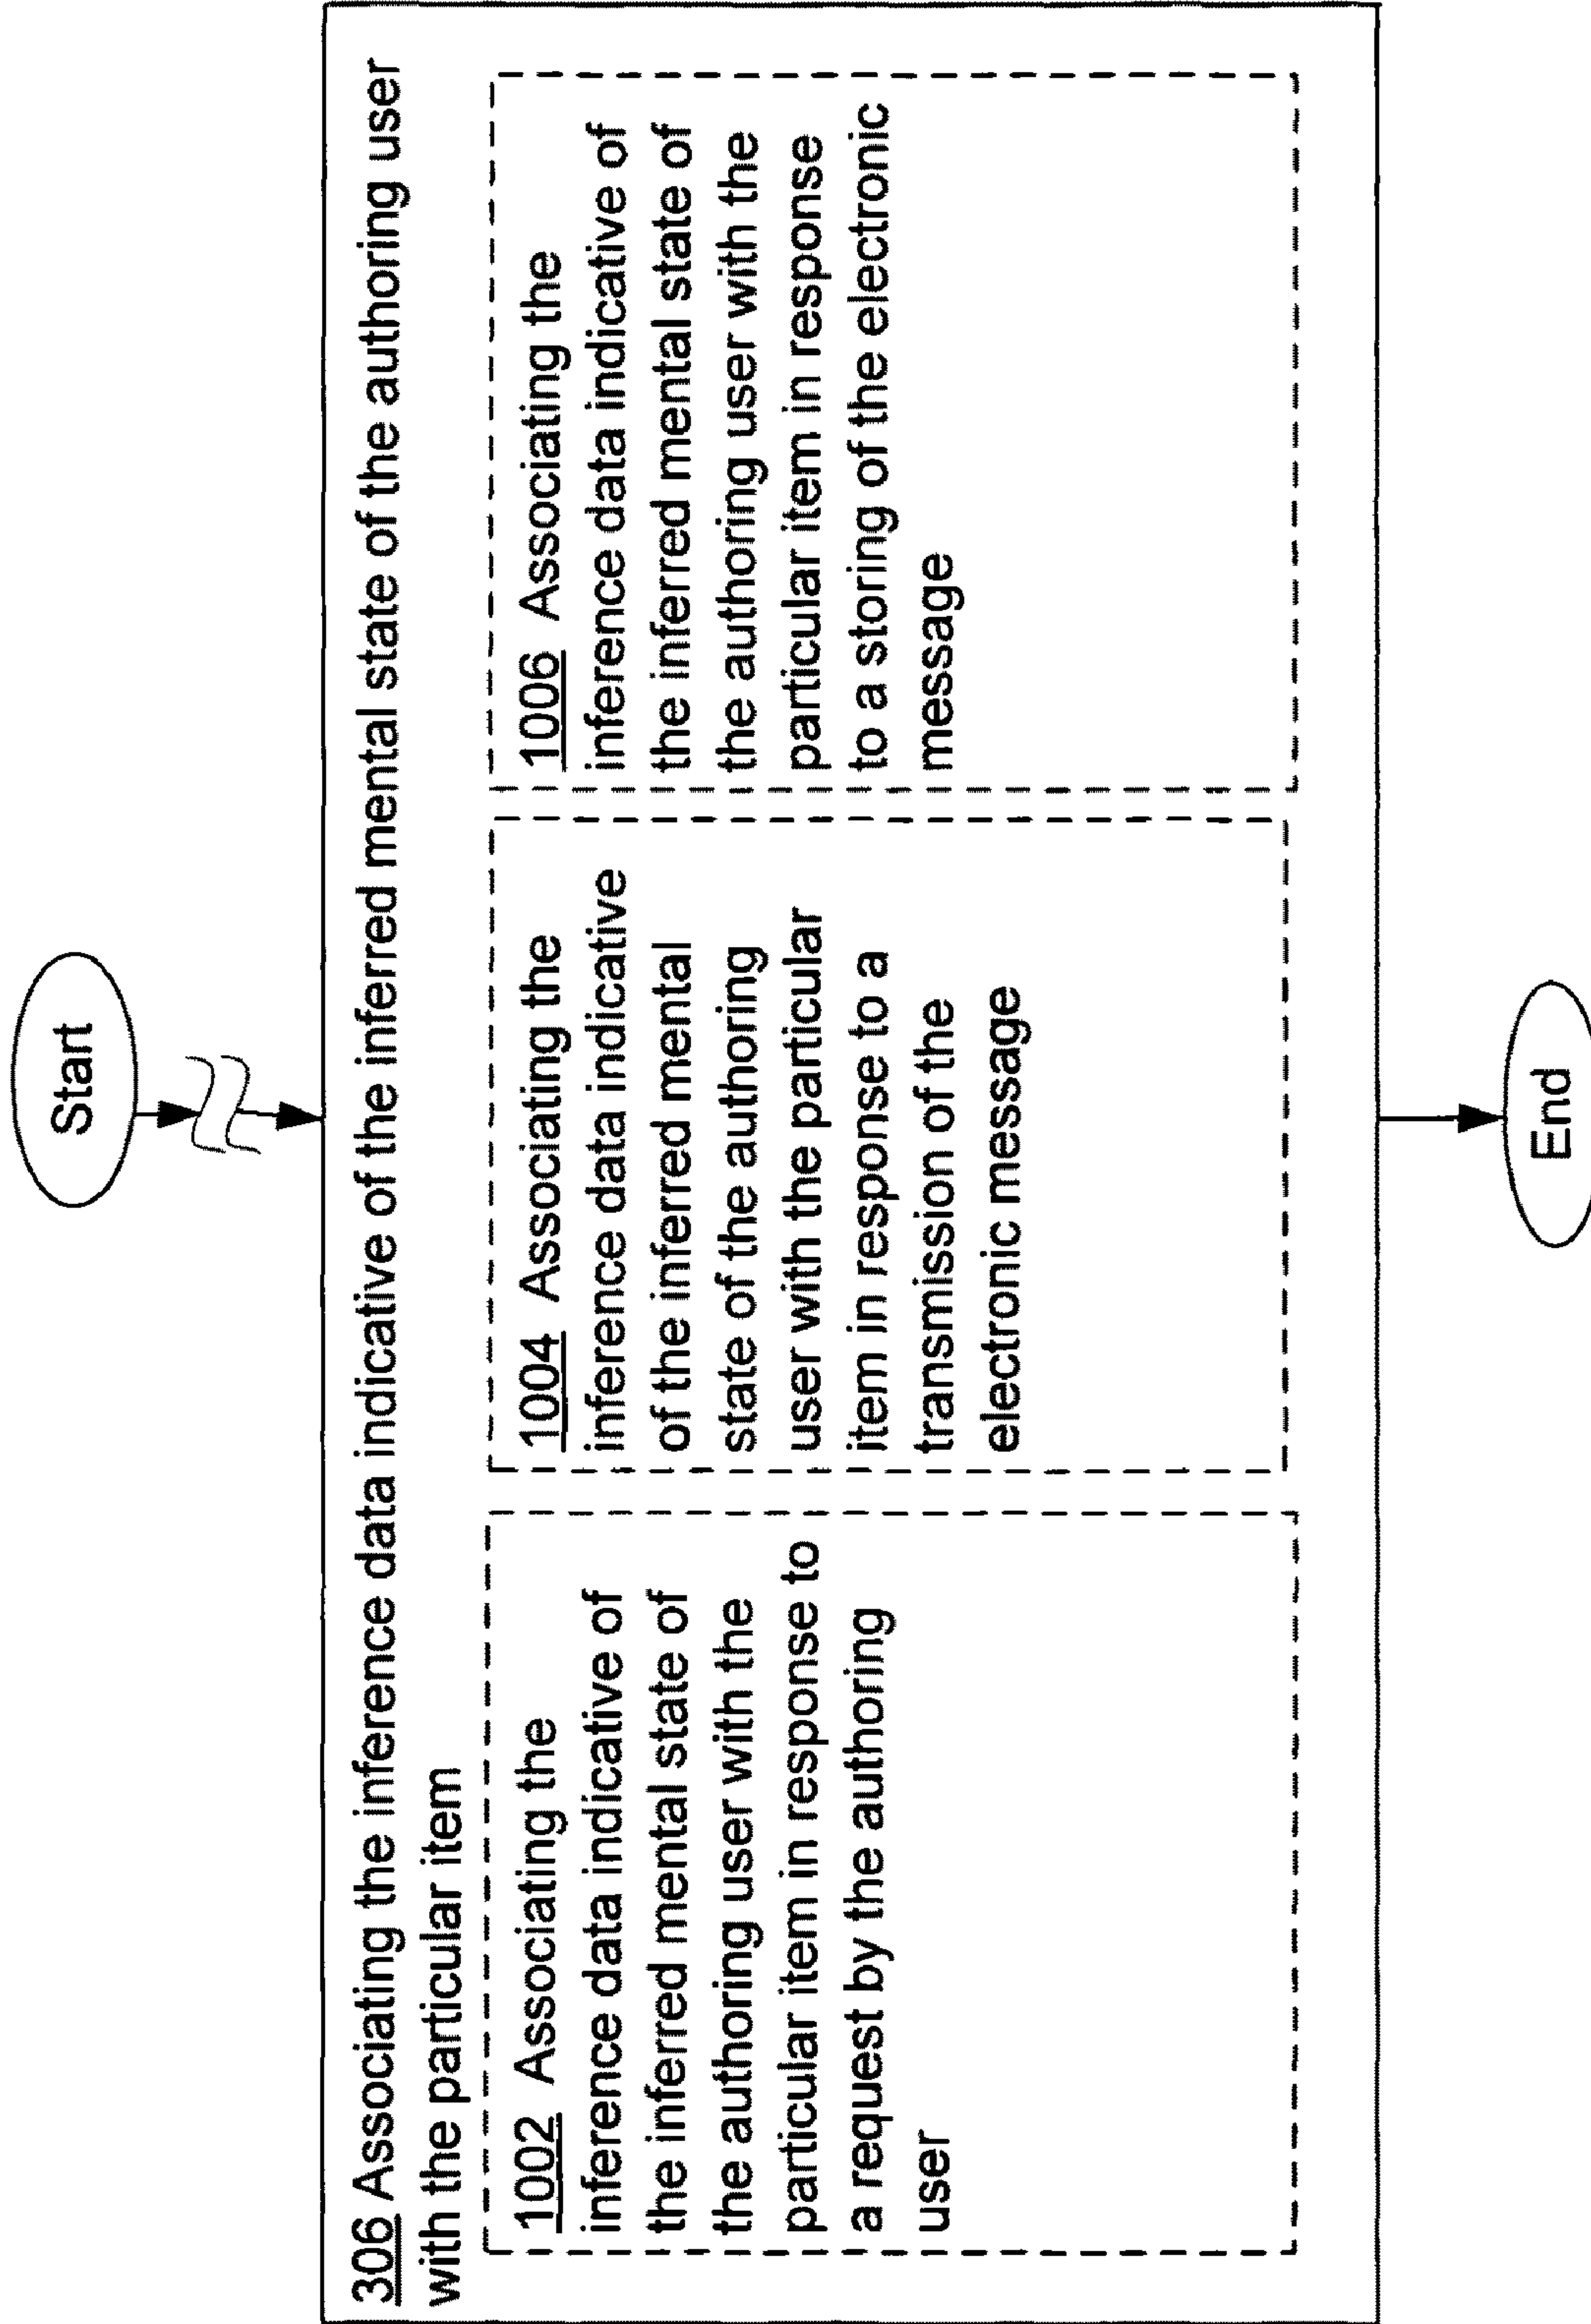 Start
306 Associating the inference data indicative of the inferred mental state of the authoring user
with the particular item
1002 Associating the
inference data indicative of
the inferred mental state of
the authoring user with the
particular item in response to
a request by the authoring
user
1004 Associating the
inference data indicative
of the inferred mental
state of the authoring
user with the particular
item in response to a
transmission of the
electronic message
1006 Associating the
inference data indicative of
the inferred mental state of
the authoring user with the
particular item in response
to a storing of the electronic
message
End